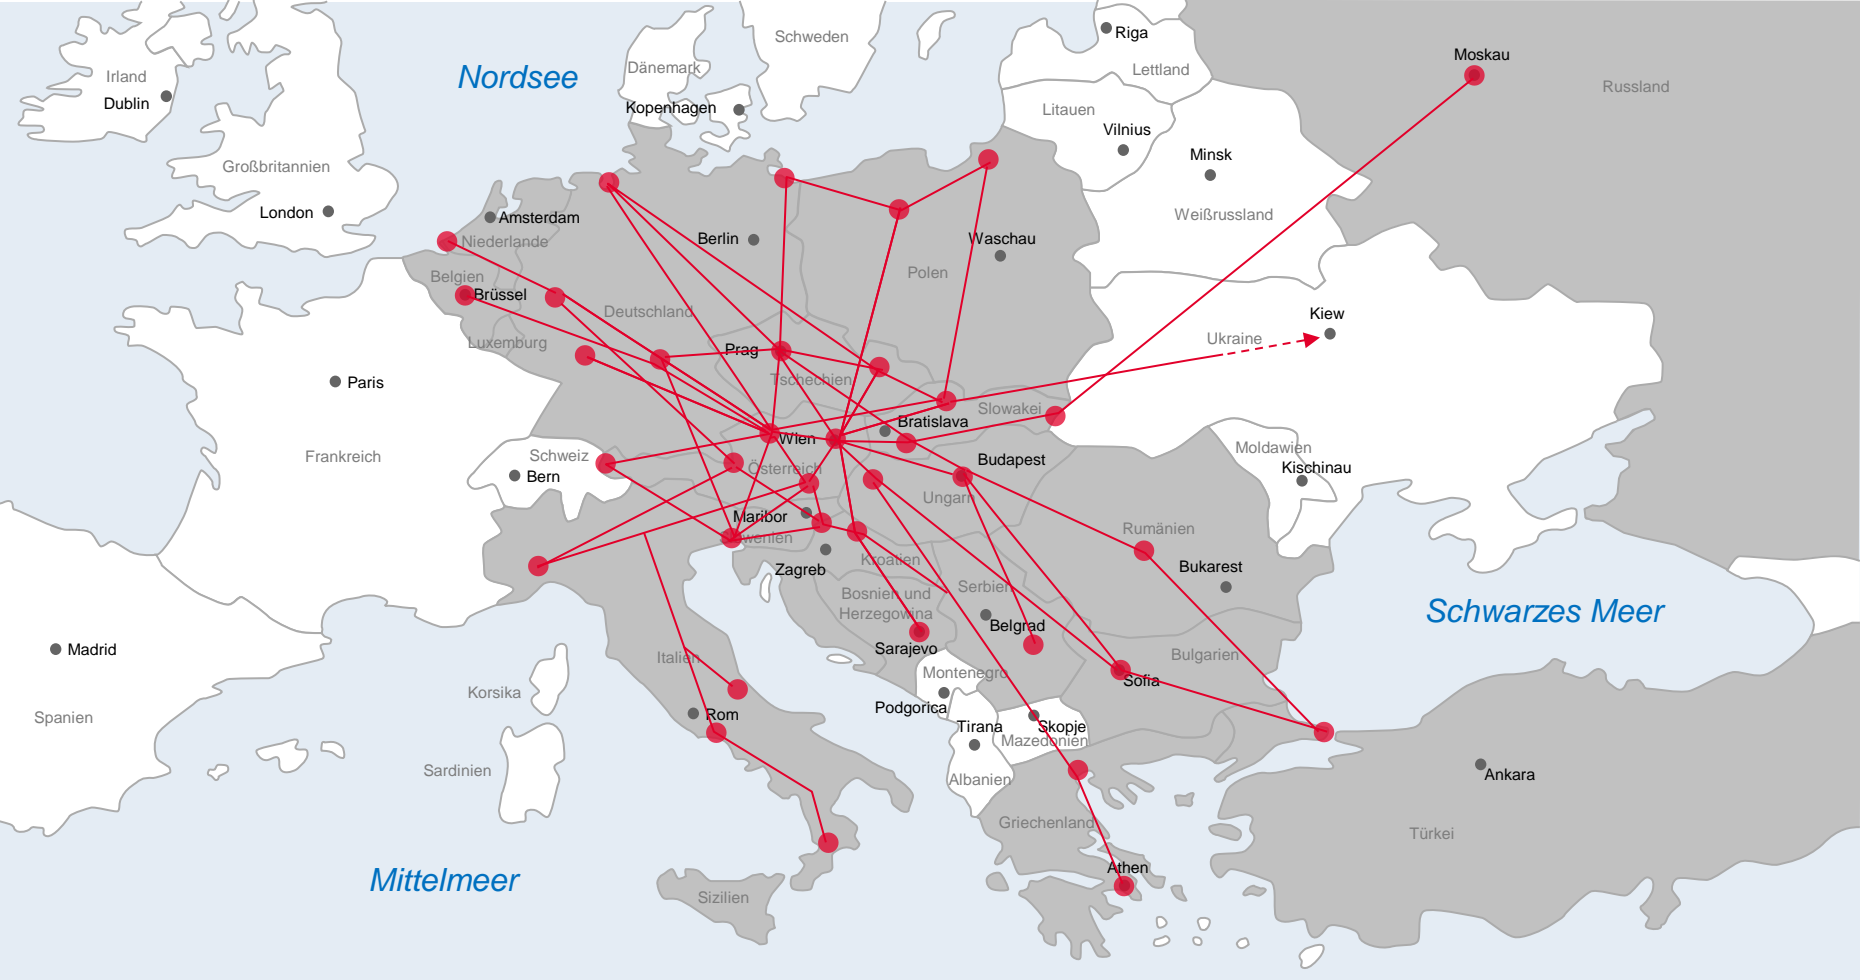 Riga
Schweden
Moskau
Nordsee
Dänemark
Lettland
Irland
Russland
Dublin
Kopenhagen
Litauen
Vilnius
Minsk
Großbritannien
London
Amsterdam
Weißrussland
Niederlande
Berlin
Waschau
Belgien
Polen
Brüssel
Deutschland
Kiew
Ukraine
Luxemburg
Prag
Paris
Tschechien
Slowakei
Bratislava
Wien
Moldawien
Frankreich
Schweiz
Österreich
Budapest
Kischinau
Bern
Ungarn
Maribor
wenien
Rumänien
Kroatien
Zagreb
Bukarest
Serbien
Bosnien und
Herzegowina
Schwarzes Meer
Belgrad
Madrid
Sarajevo
Italien
Bulgarien
Montenegro
Sofia
Korsika
Podgorica
Rom
Spanien
Tirana
Skopje
Mazedonien
Sardinien
Albanien
Ankara
Griechenland
Türkei
Athen
Mittelmeer
Sizilien